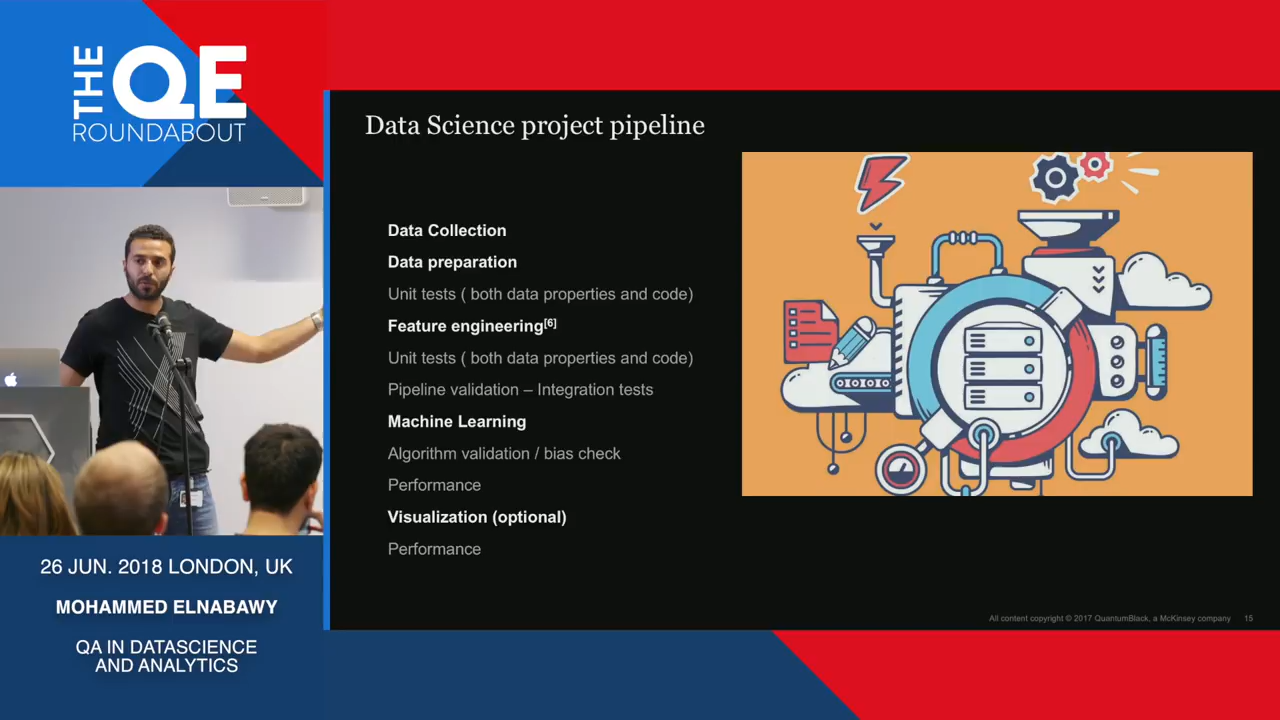 THE
QE
ROUNDABOUT
Data Science project pipeline
Data Collection
Data preparation
Unit tests ( both data properties and code)
Feature engineering[6]
Unit tests ( both data properties and code)
Pipeline validation – Integration tests
Machine Learning
Algorithm validation / bias check
Performance
Visualization (optional)
Performance
All content copyright © 2017 QuantumBlack, a McKinsey company 15
26 JUN. 2018 LONDON, UK
MOHAMMED ELNABAWY
QA IN DATASCIENCE
AND ANALYTICS